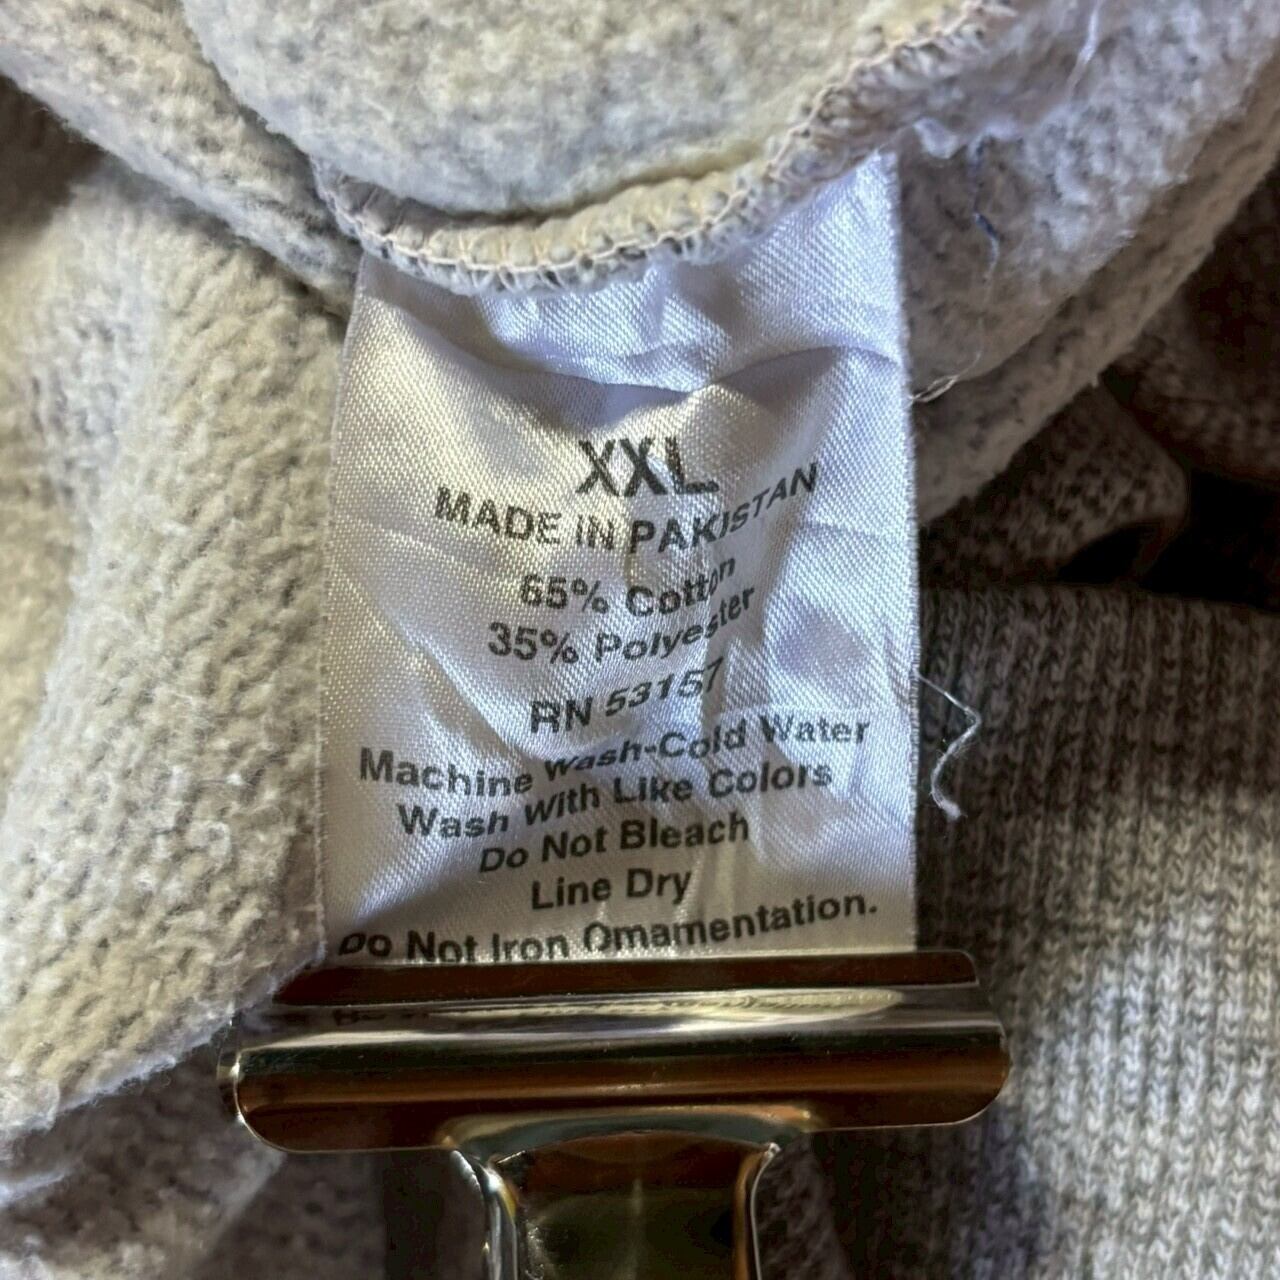 XXL
MADE IN PAKISTAN
65% Cotton
35% Polyester
RN 53157
Machine Wash-Cold Water
Wash With Like Colors
Do Not Bleach
Line Dry
Do Not Iron Ornamentation.